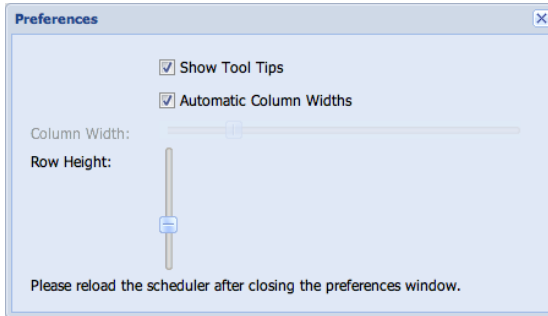 Preferences
Show Tool Tips
Automatic Column Widths
Column Width:
Row Height:
Please reload the scheduler after closing the preferences window.